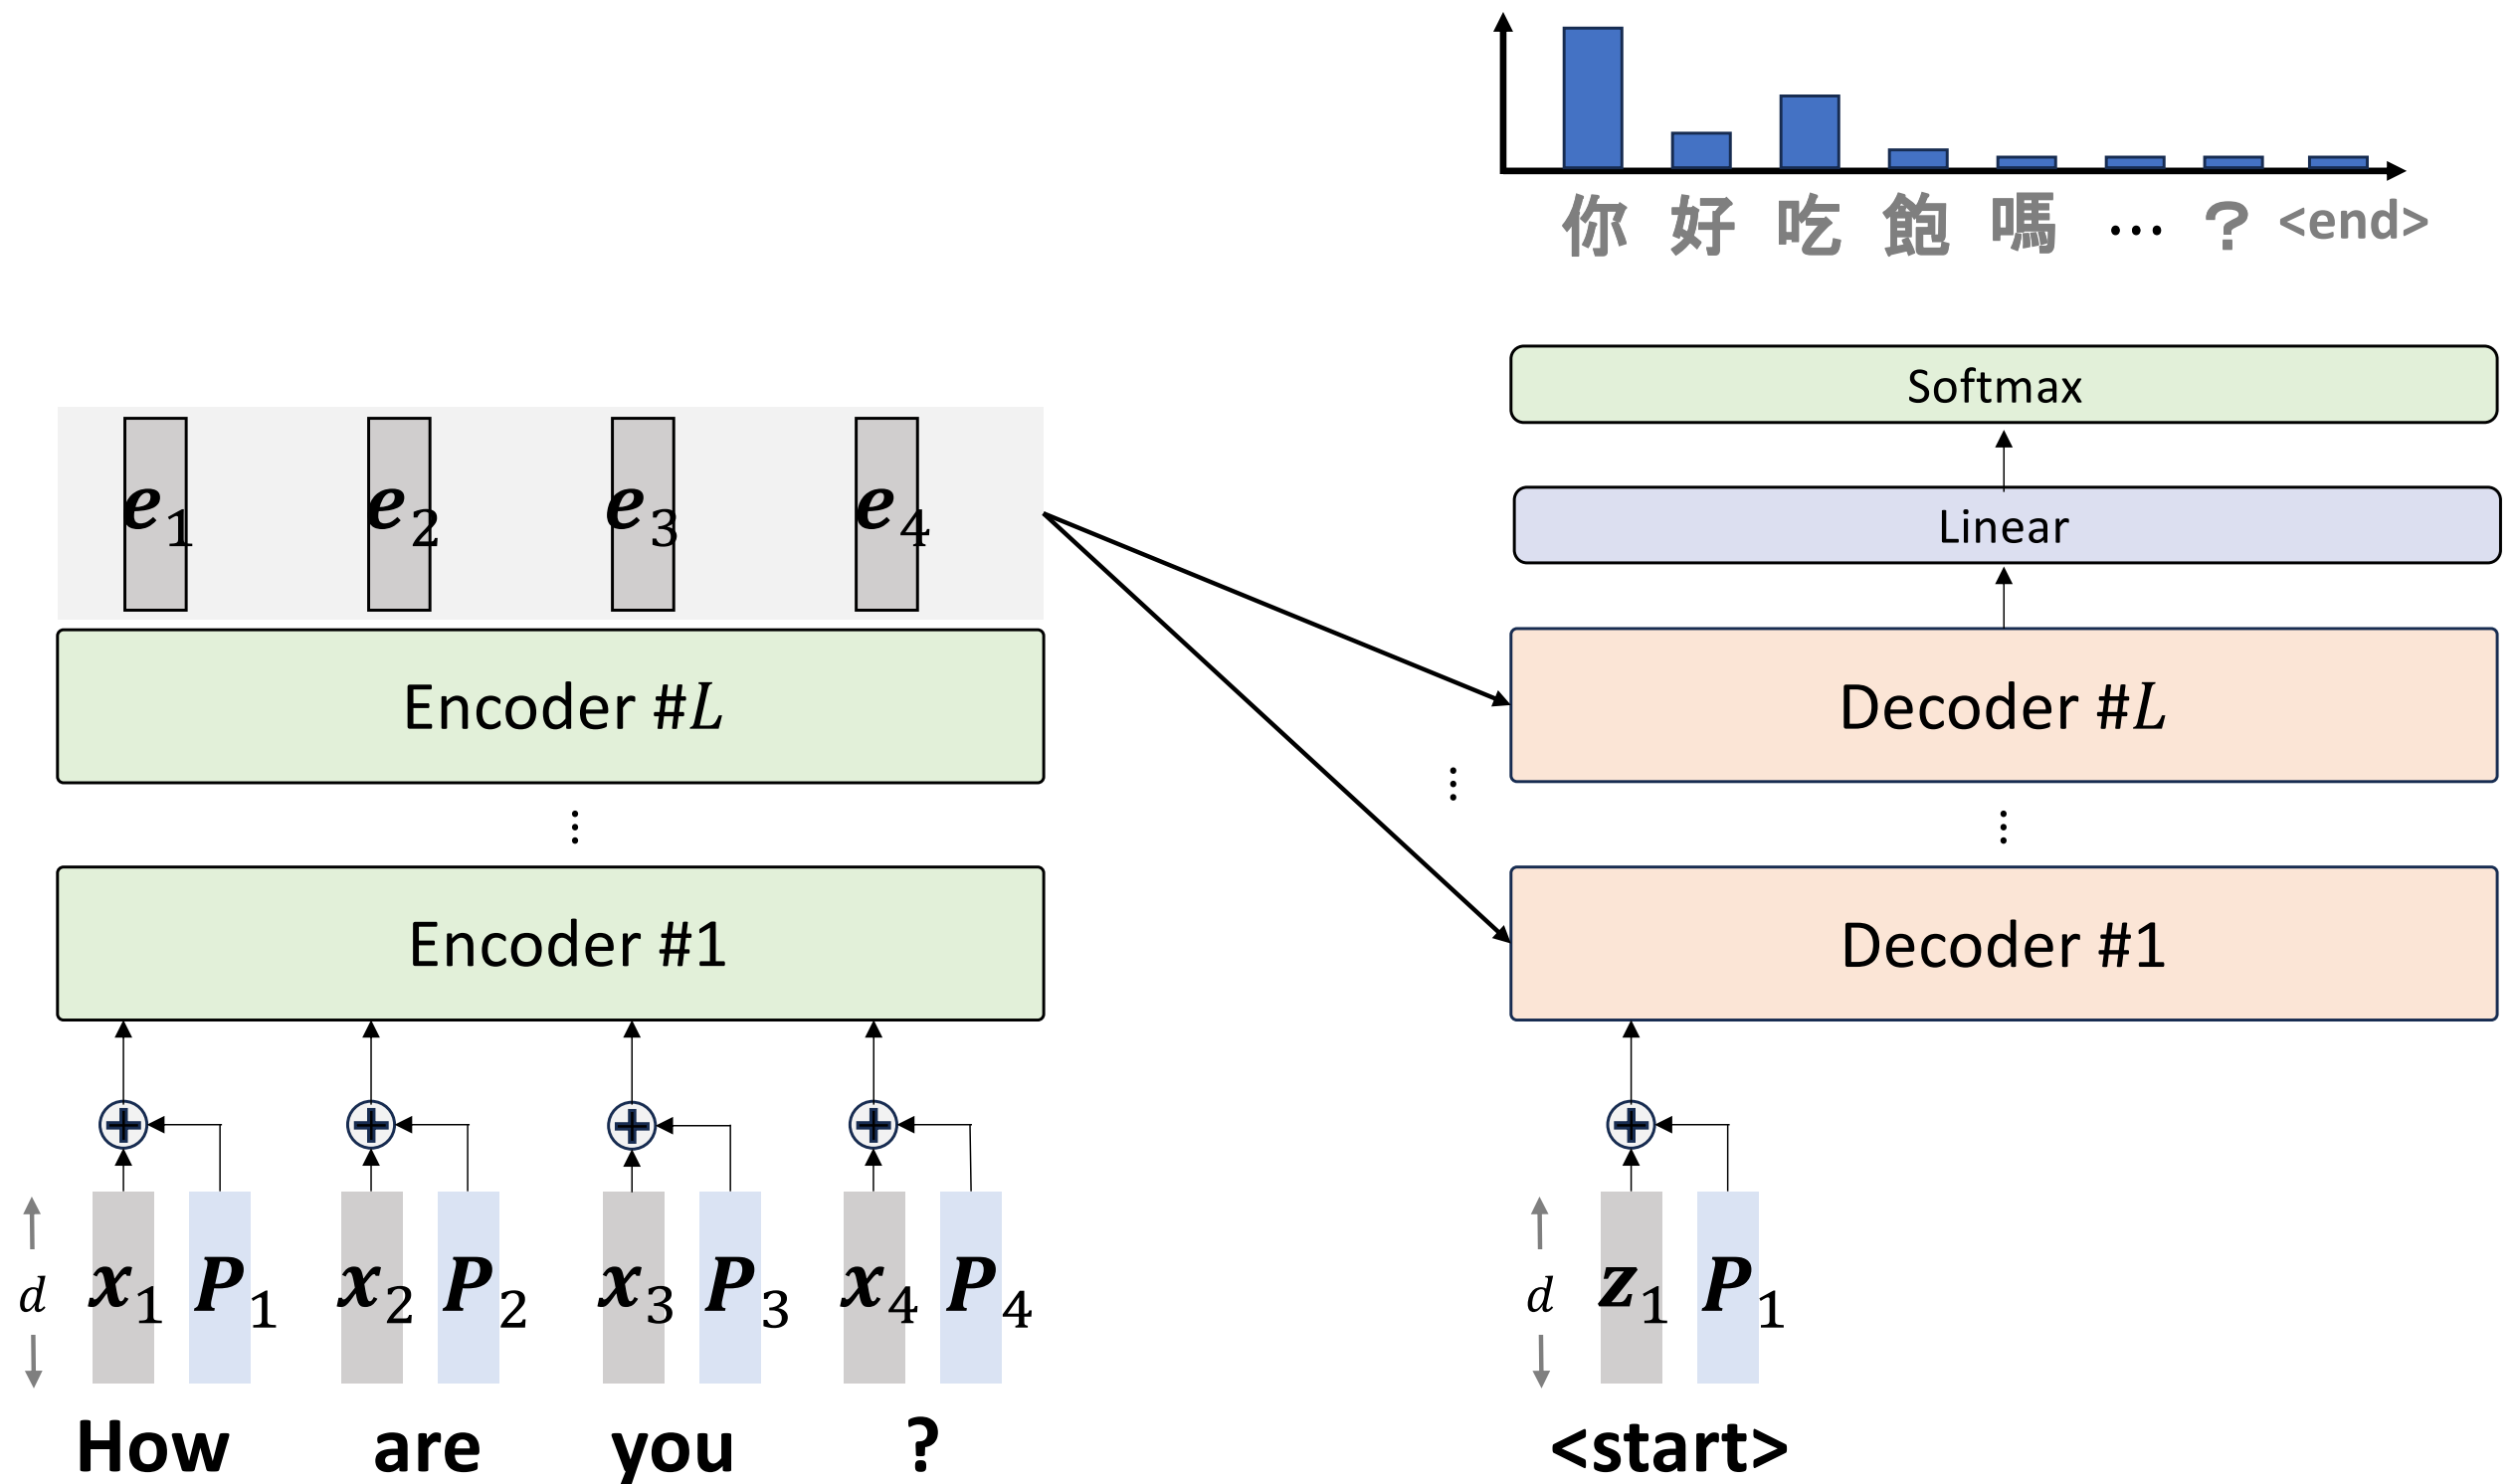 你 好 吃 飽 嗎 ... ? <end>
Softmax
Linear
e1 e2 e3 e4
Encoder #L
Decoder #L
⋮
⋮
⋮
Encoder #1
Decoder #1
d x1 P1 x2 P2 x3 P3 x4 P4
d z1 P1
How are you ?
<start>